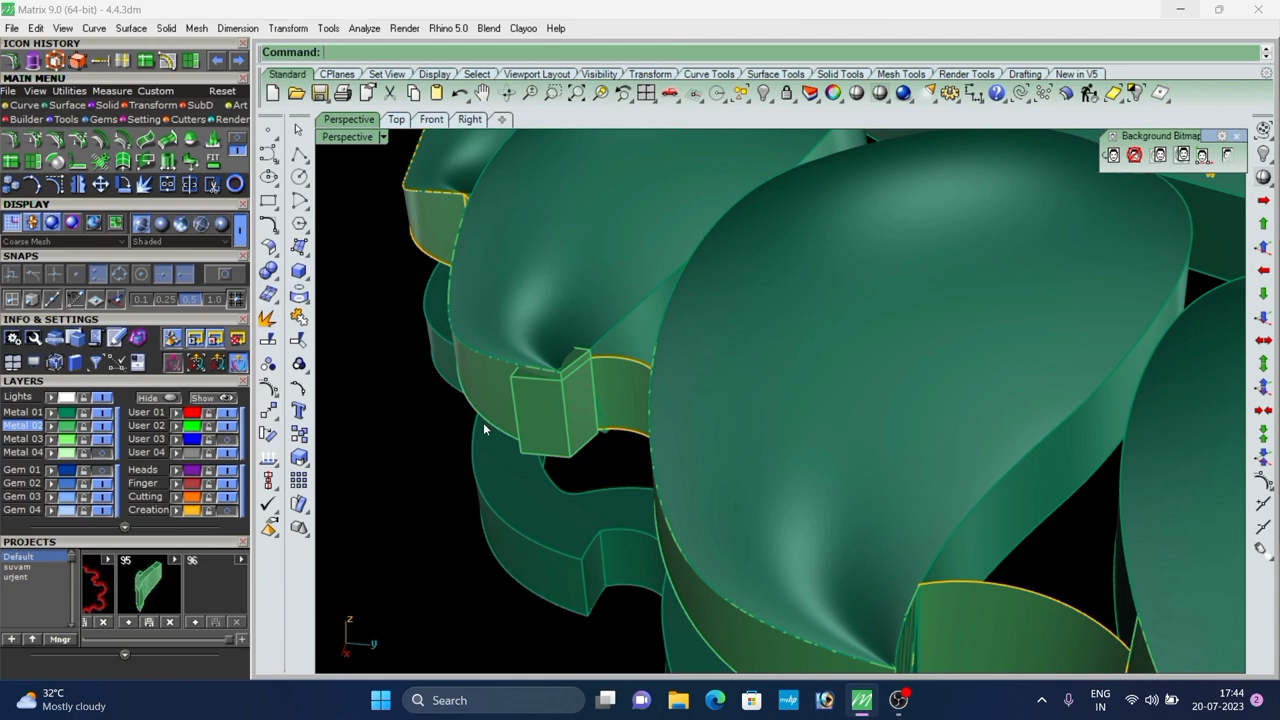 Matrix 9.0 (64-bit) - 4.4.3dm
File Edit View Curve Surface Solid Mesh Dimension Transform Tools Analyze Render Rhino 5.0 Blend Clayoo Help
ICON HISTORY
Command:
MAIN MENU
Standard CPlanes Set View Display Select Viewport Layout Visibility Transform Curve Tools Surface Tools Solid Tools Mesh Tools Render Tools Drafting New in V5
File View Utilities Measure Custom Reset
Curve Surface Solid Transform SubD Art
Builder Tools Gems Setting Cutters Render
Perspective Top Front Right
Perspective
Background Bitmap
FIT
DISPLAY
Coarse Mesh Shaded
SNAPS
0.1 0.25 0.5 1.0
INFO & SETTINGS
LAYERS
Lights Hide Show
Metal 01 User 01
Metal 02 User 02
Metal 03 User 03
Metal 04 User 04
Gem 01 Heads
Gem 02 Finger
Gem 03 Cutting
Gem 04 Creation
PROJECTS
Default
suvam
urjent
95 96
Mngr
z
y
x
32°C
Mostly cloudy
Search
ENG
IN
17:44
20-07-2023
2